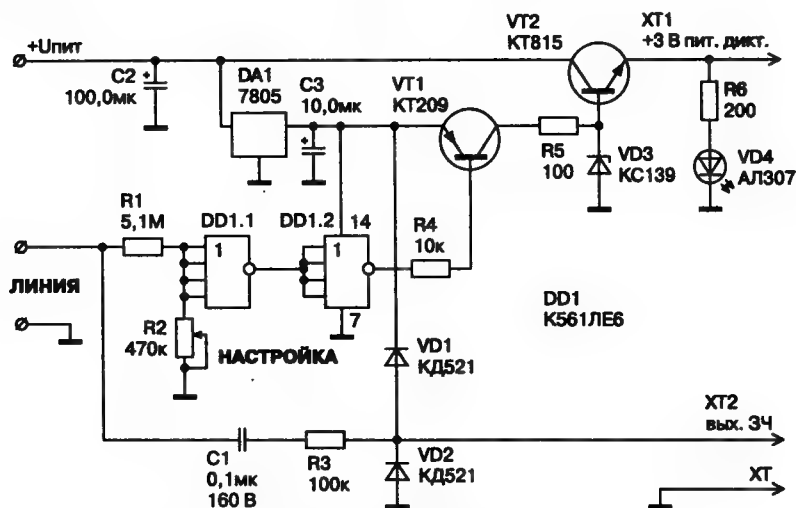 +Uпит
C2
100,0мк
DA1
7805
C3
10,0мк
VT1
КТ209
VT2
КТ815
XT1
+3 В пит. дикт.
R6
200
R5
100
VD3
КС139
VD4
АЛ307
R1
5,1М
DD1.1
1
DD1.2
1
14
7
R4
10к
ЛИНИЯ
R2
470к
НАСТРОЙКА
DD1
К561ЛЕ6
VD1
КД521
C1
0,1мк
160 В
R3
100к
VD2
КД521
XT2
вых. ЗЧ
XT
+
+